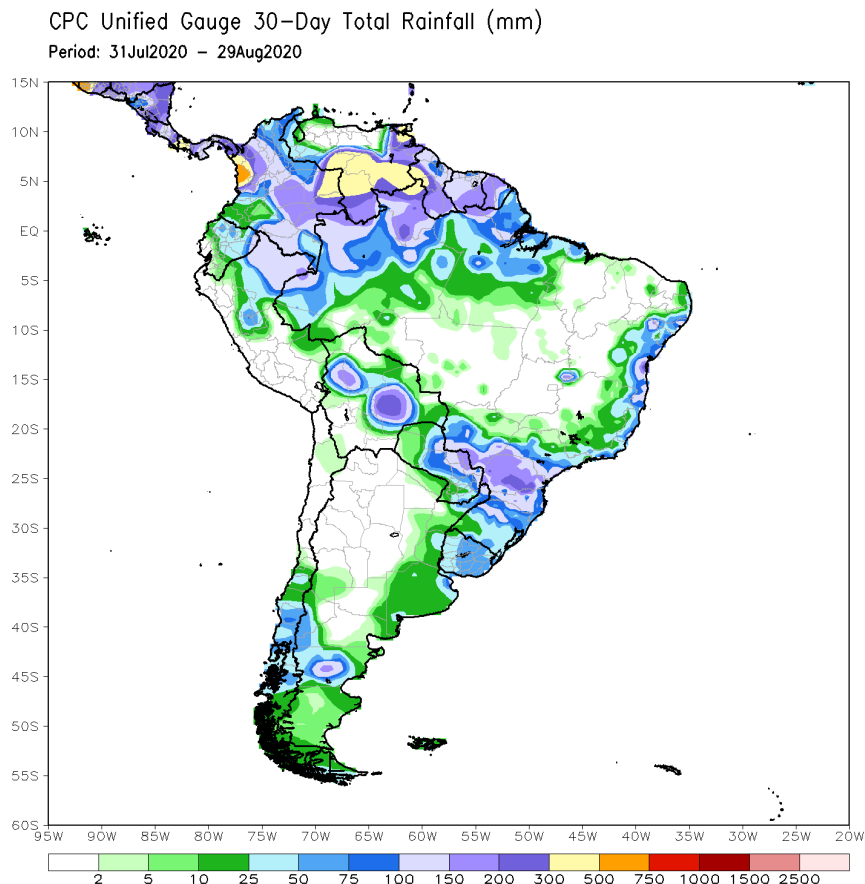 CPC Unified Gauge 30-Day Total Rainfall (mm)
Period: 31Jul2020 - 29Aug2020
15N
10N
5N
EQ
5S
10S
15S
20S
25S
30S
35S
40S
45S
50S
55S
60S
95W 90W 85W 80W 75W 70W 65W 60W 55W 50W 45W 40W 35W 30W 25W 20W
2 5 10 25 50 75 100 150 200 300 500 750 1000 1500 2500